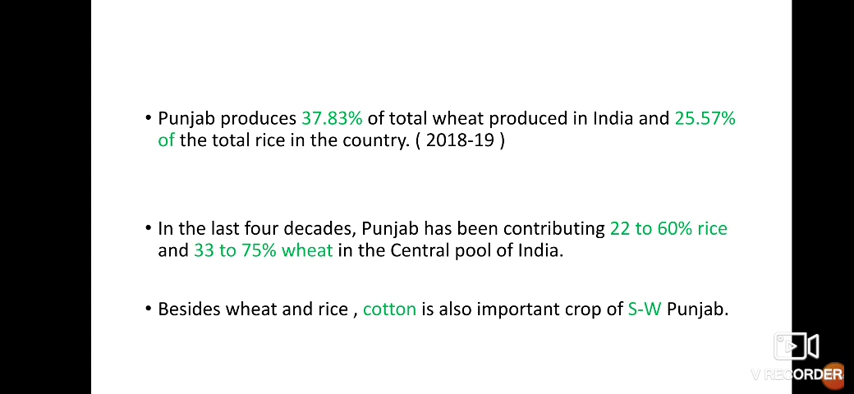 • Punjab produces 37.83% of total wheat produced in India and 25.57%
of the total rice in the country. ( 2018-19 )
• In the last four decades, Punjab has been contributing 22 to 60% rice
and 33 to 75% wheat in the Central pool of India.
• Besides wheat and rice , cotton is also important crop of S-W Punjab.
V RECORDER